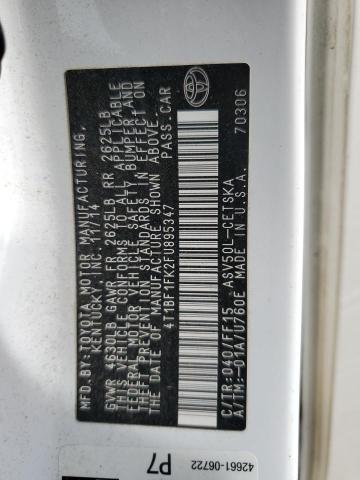 MFD. BY:
TOYOTA MOTOR MANUFACTURING,
KENTUCKY, INC. 11/14
GVWR 4630LB GAWR FR 2625LB RR 2625LB
THIS VEHICLE CONFORMS TO ALL APPLICABLE
FEDERAL MOTOR VEHICLE SAFETY, BUMPER AND
THEFT PREVENTION STANDARDS IN EFFECT ON
THE DATE OF MANUFACTURE SHOWN ABOVE.
4T1BF1FK2FU895347 PASS.CAR
TOYOTA
C/TR:040/FF15 ASV50L-CETSKA
A/TM:-01A/U760E MADE IN U.S.A.
70306
42661-06722
P7